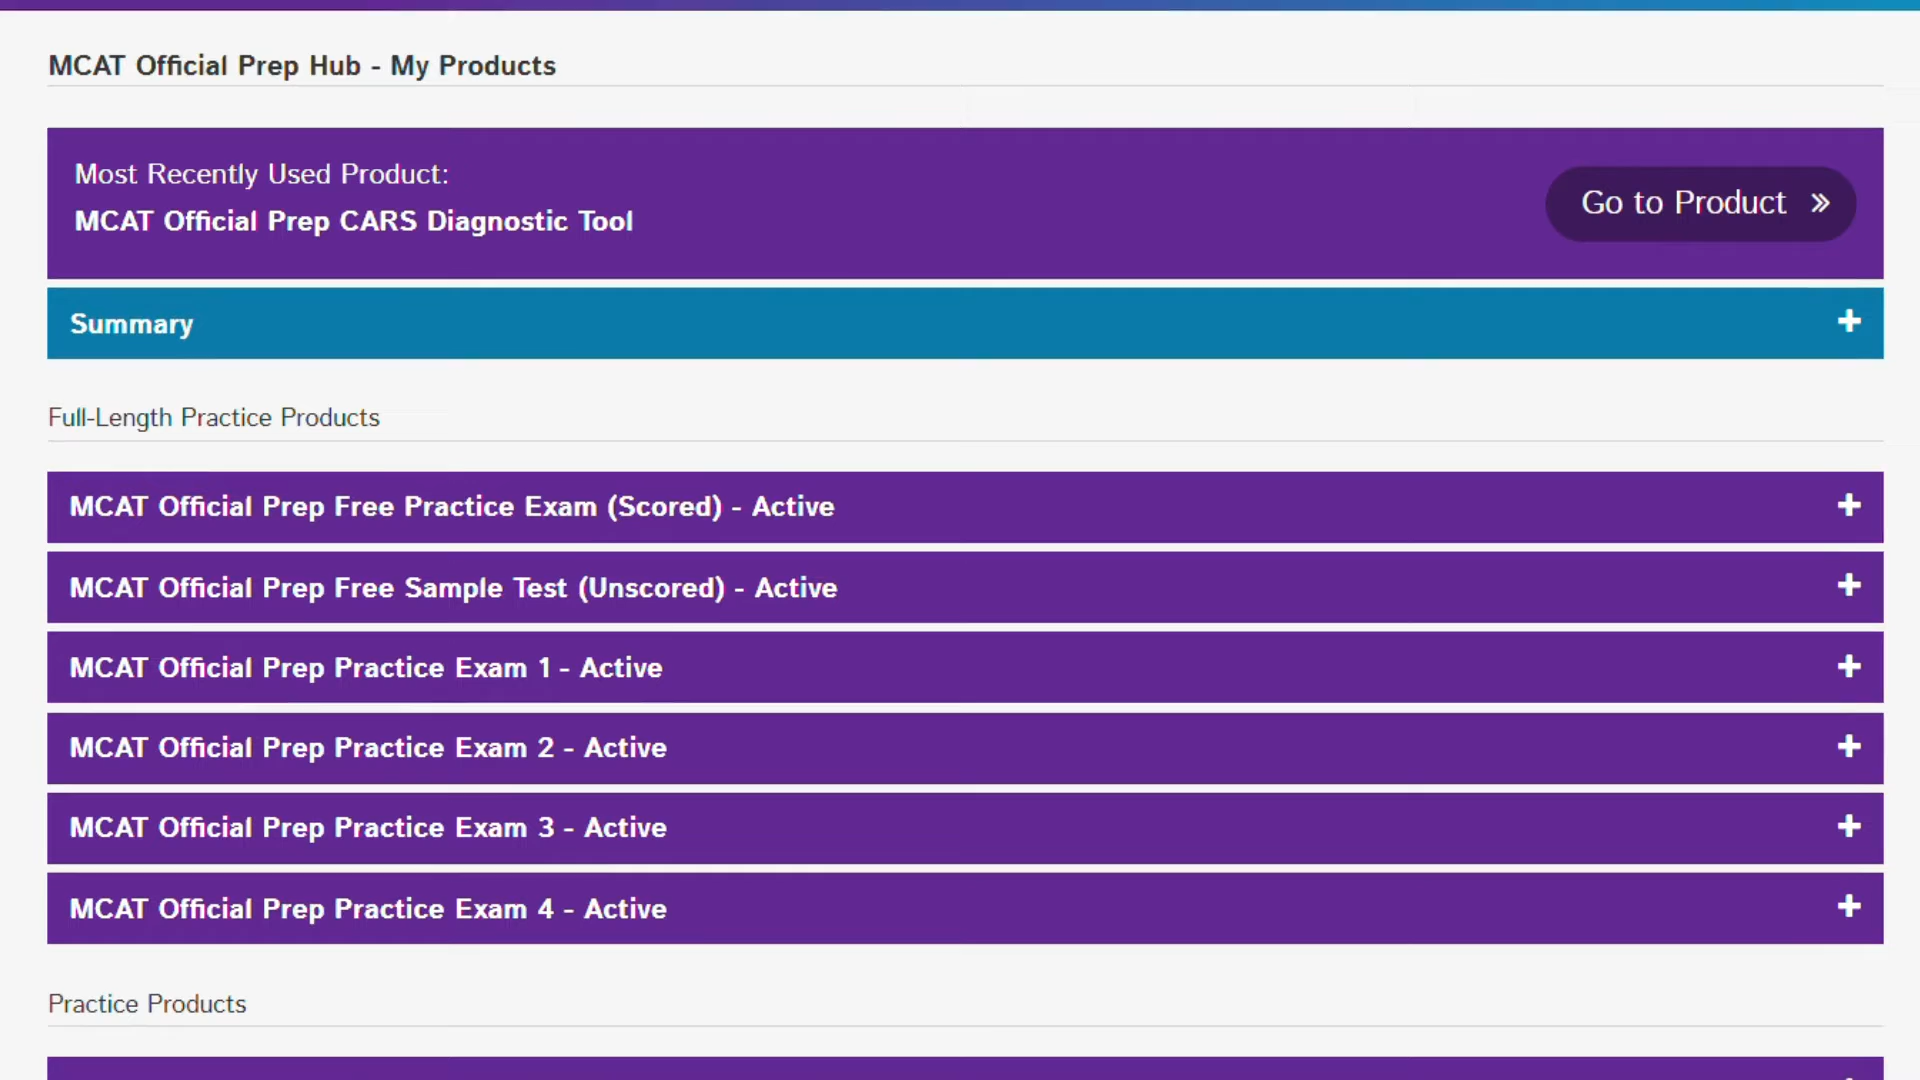 MCAT Official Prep Hub - My Products
Most Recently Used Product:
MCAT Official Prep CARS Diagnostic Tool
Go to Product »
Summary
Full-Length Practice Products
MCAT Official Prep Free Practice Exam (Scored) - Active
MCAT Official Prep Free Sample Test (Unscored) - Active
MCAT Official Prep Practice Exam 1 - Active
MCAT Official Prep Practice Exam 2 - Active
MCAT Official Prep Practice Exam 3 - Active
MCAT Official Prep Practice Exam 4 - Active
Practice Products